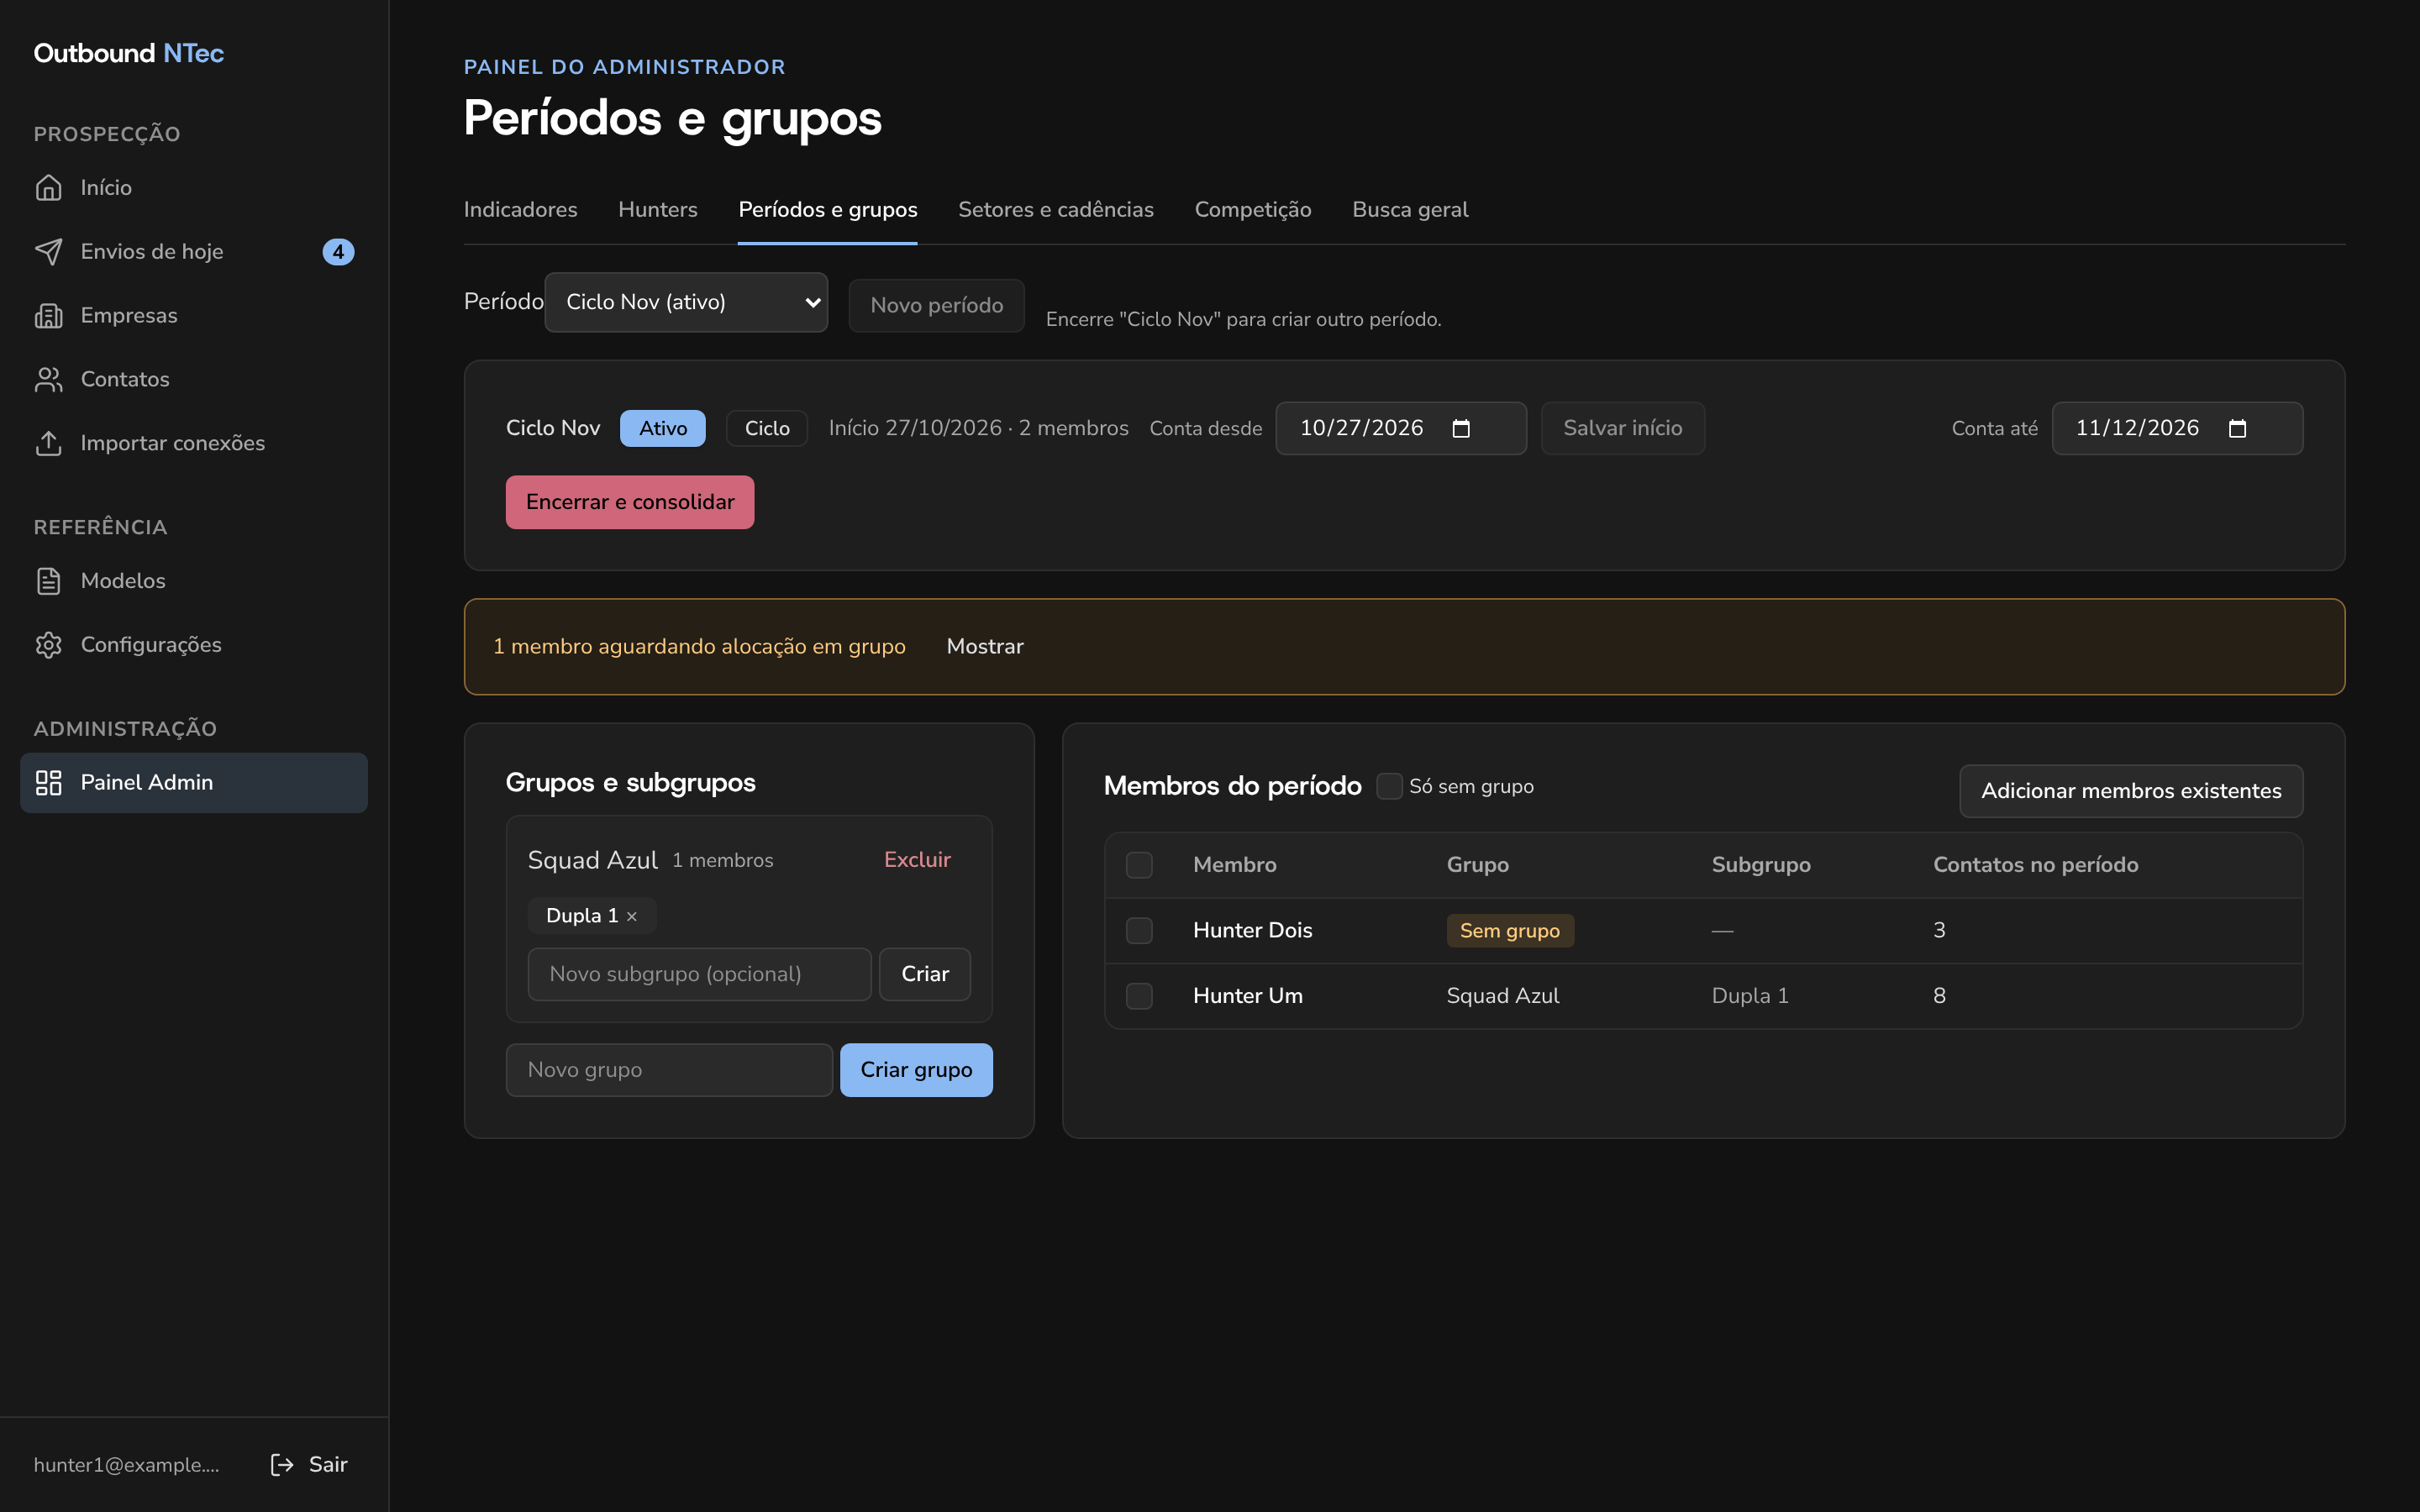 Outbound NTec
PROSPECÇÃO
Início
Envios de hoje 4
Empresas
Contatos
Importar conexões
REFERÊNCIA
Modelos
Configurações
ADMINISTRAÇÃO
Painel Admin
hunter1@example.... Sair
PAINEL DO ADMINISTRADOR
Períodos e grupos
Indicadores Hunters Períodos e grupos Setores e cadências Competição Busca geral
Período Ciclo Nov (ativo) Novo período Encerre "Ciclo Nov" para criar outro período.
Ciclo Nov Ativo Ciclo Início 27/10/2026 · 2 membros Conta desde 10/27/2026 Salvar início Conta até 11/12/2026
Encerrar e consolidar
1 membro aguardando alocação em grupo Mostrar
Grupos e subgrupos
Squad Azul 1 membros Excluir
Dupla 1 ×
Novo subgrupo (opcional) Criar
Novo grupo Criar grupo
Membros do período Só sem grupo Adicionar membros existentes
Membro Grupo Subgrupo Contatos no período
Hunter Dois Sem grupo — 3
Hunter Um Squad Azul Dupla 1 8